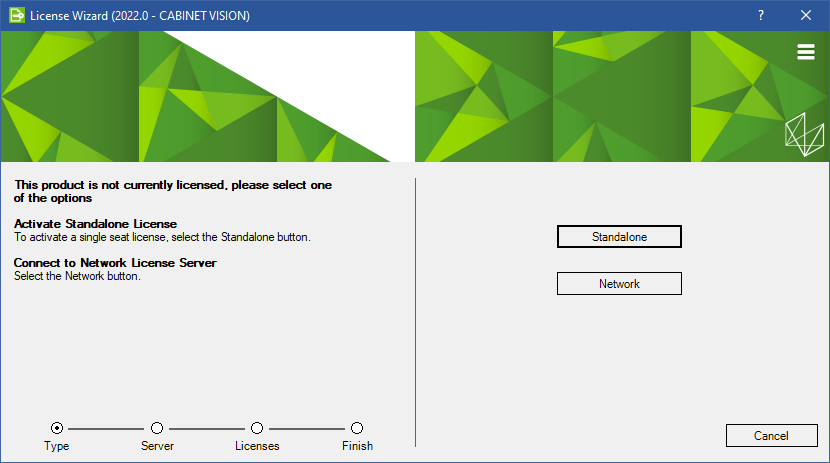 License Wizard (2022.0 - CABINET VISION)
?
This product is not currently licensed, please select one
of the options
Activate Standalone License
To activate a single seat license, select the Standalone button.
Connect to Network License Server
Select the Network button.
Standalone
Network
Type Server Licenses Finish
Cancel